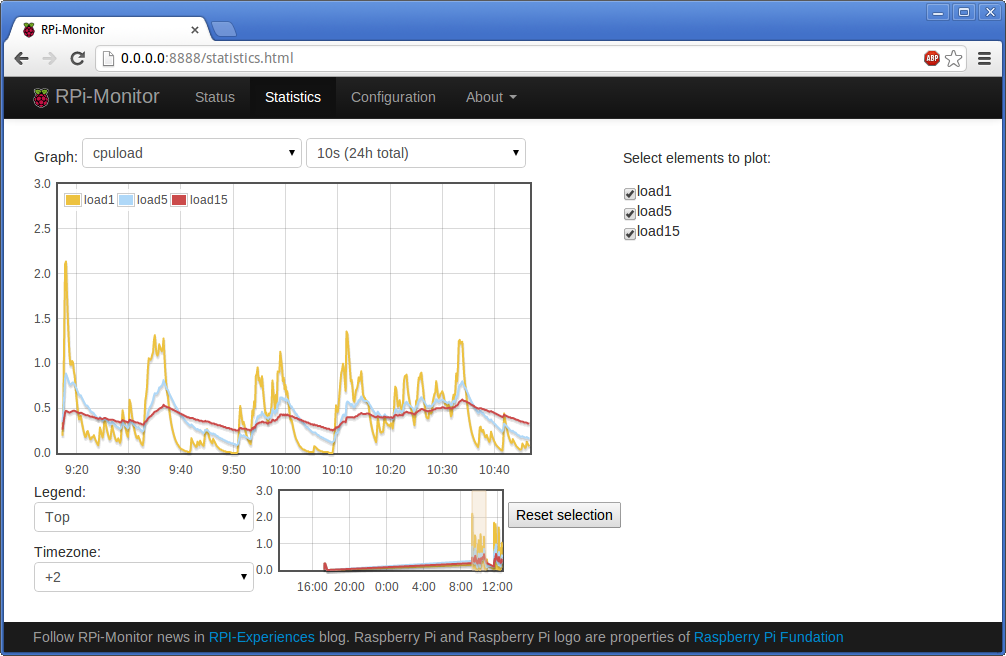 RPi-Monitor
0.0.0.0:8888/statistics.html
ABP
RPi-Monitor Status Statistics Configuration About
Graph: cpuload 10s (24h total)
Select elements to plot:
load1
load5
load15
load1 load5 load15
3.0
2.5
2.0
1.5
1.0
0.5
0.0
9:20 9:30 9:40 9:50 10:00 10:10 10:20 10:30 10:40
Legend:
Top
Timezone:
+2
3.0
2.0
1.0
0.0
16:00 20:00 0:00 4:00 8:00 12:00
Reset selection
Follow RPi-Monitor news in RPI-Experiences blog. Raspberry Pi and Raspberry Pi logo are properties of Raspberry Pi Fundation